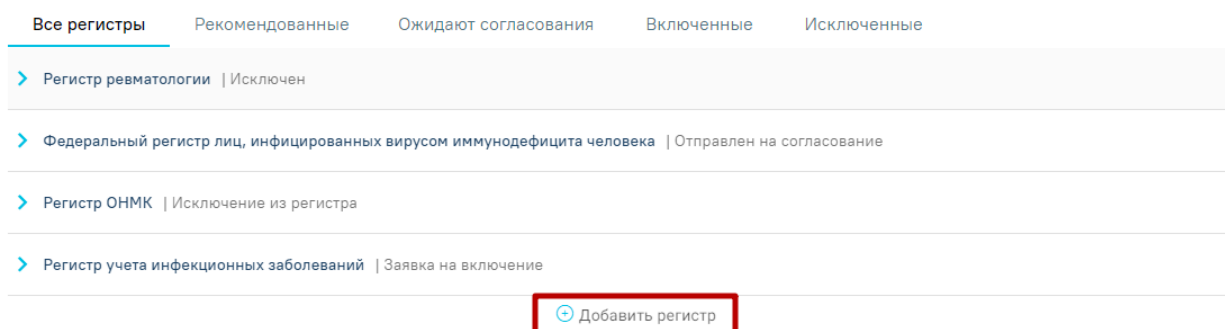 Все регистры Рекомендованные Ожидают согласования Включенные Исключенные
Регистр ревматологии | Исключен
Федеральный регистр лиц, инфицированных вирусом иммунодефицита человека | Отправлен на согласование
Регистр ОНМК | Исключение из регистра
Регистр учета инфекционных заболеваний | Заявка на включение
Добавить регистр